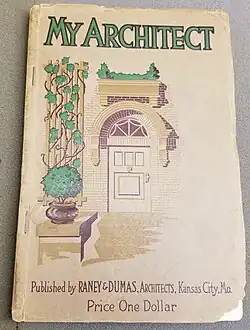 MY ARCHITECT
Published by RANEY & DUMAS, ARCHITECTS, Kansas City, Mo.
Price One Dollar